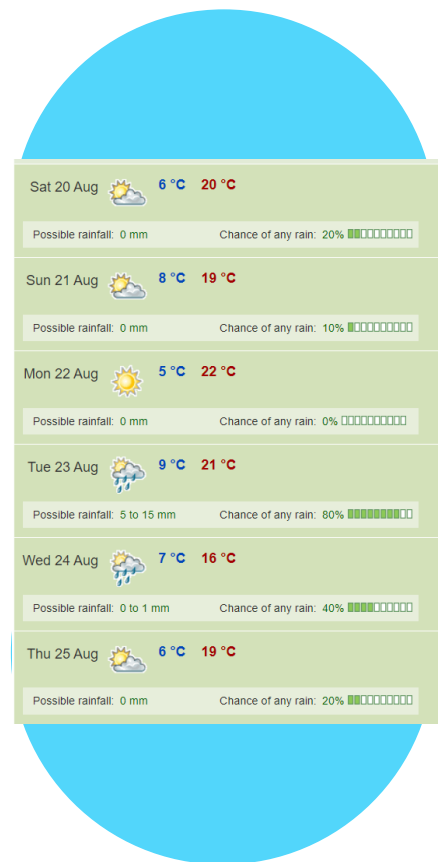 Sat 20 Aug 6 °C 20 °C
Possible rainfall: 0 mm Chance of any rain: 20%
Sun 21 Aug 8 °C 19 °C
Possible rainfall: 0 mm Chance of any rain: 10%
Mon 22 Aug 5 °C 22 °C
Possible rainfall: 0 mm Chance of any rain: 0%
Tue 23 Aug 9 °C 21 °C
Possible rainfall: 5 to 15 mm Chance of any rain: 80%
Wed 24 Aug 7 °C 16 °C
Possible rainfall: 0 to 1 mm Chance of any rain: 40%
Thu 25 Aug 6 °C 19 °C
Possible rainfall: 0 mm Chance of any rain: 20%